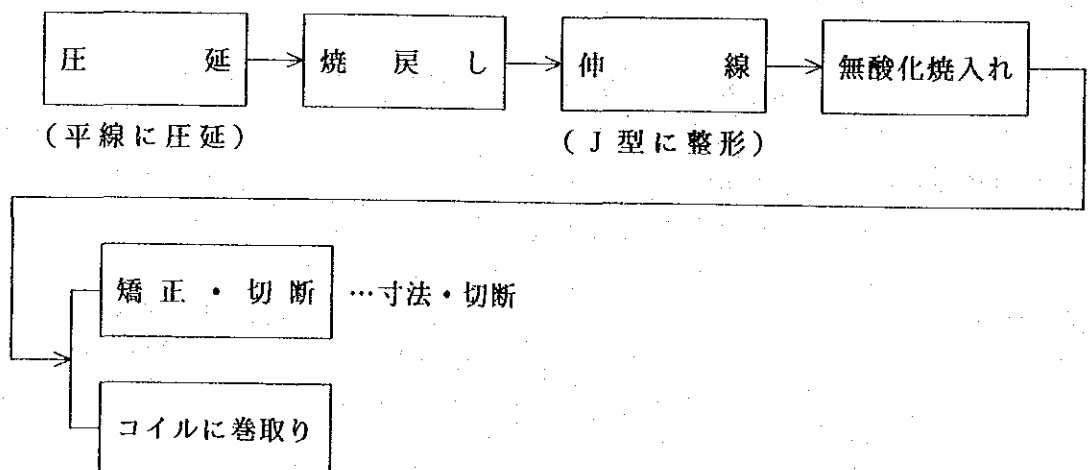 圧延
焼戻し
伸線
無酸化焼入れ
(平線に圧延)
(J型に整形)
矯正・切断 …寸法・切断
コイルに巻取り